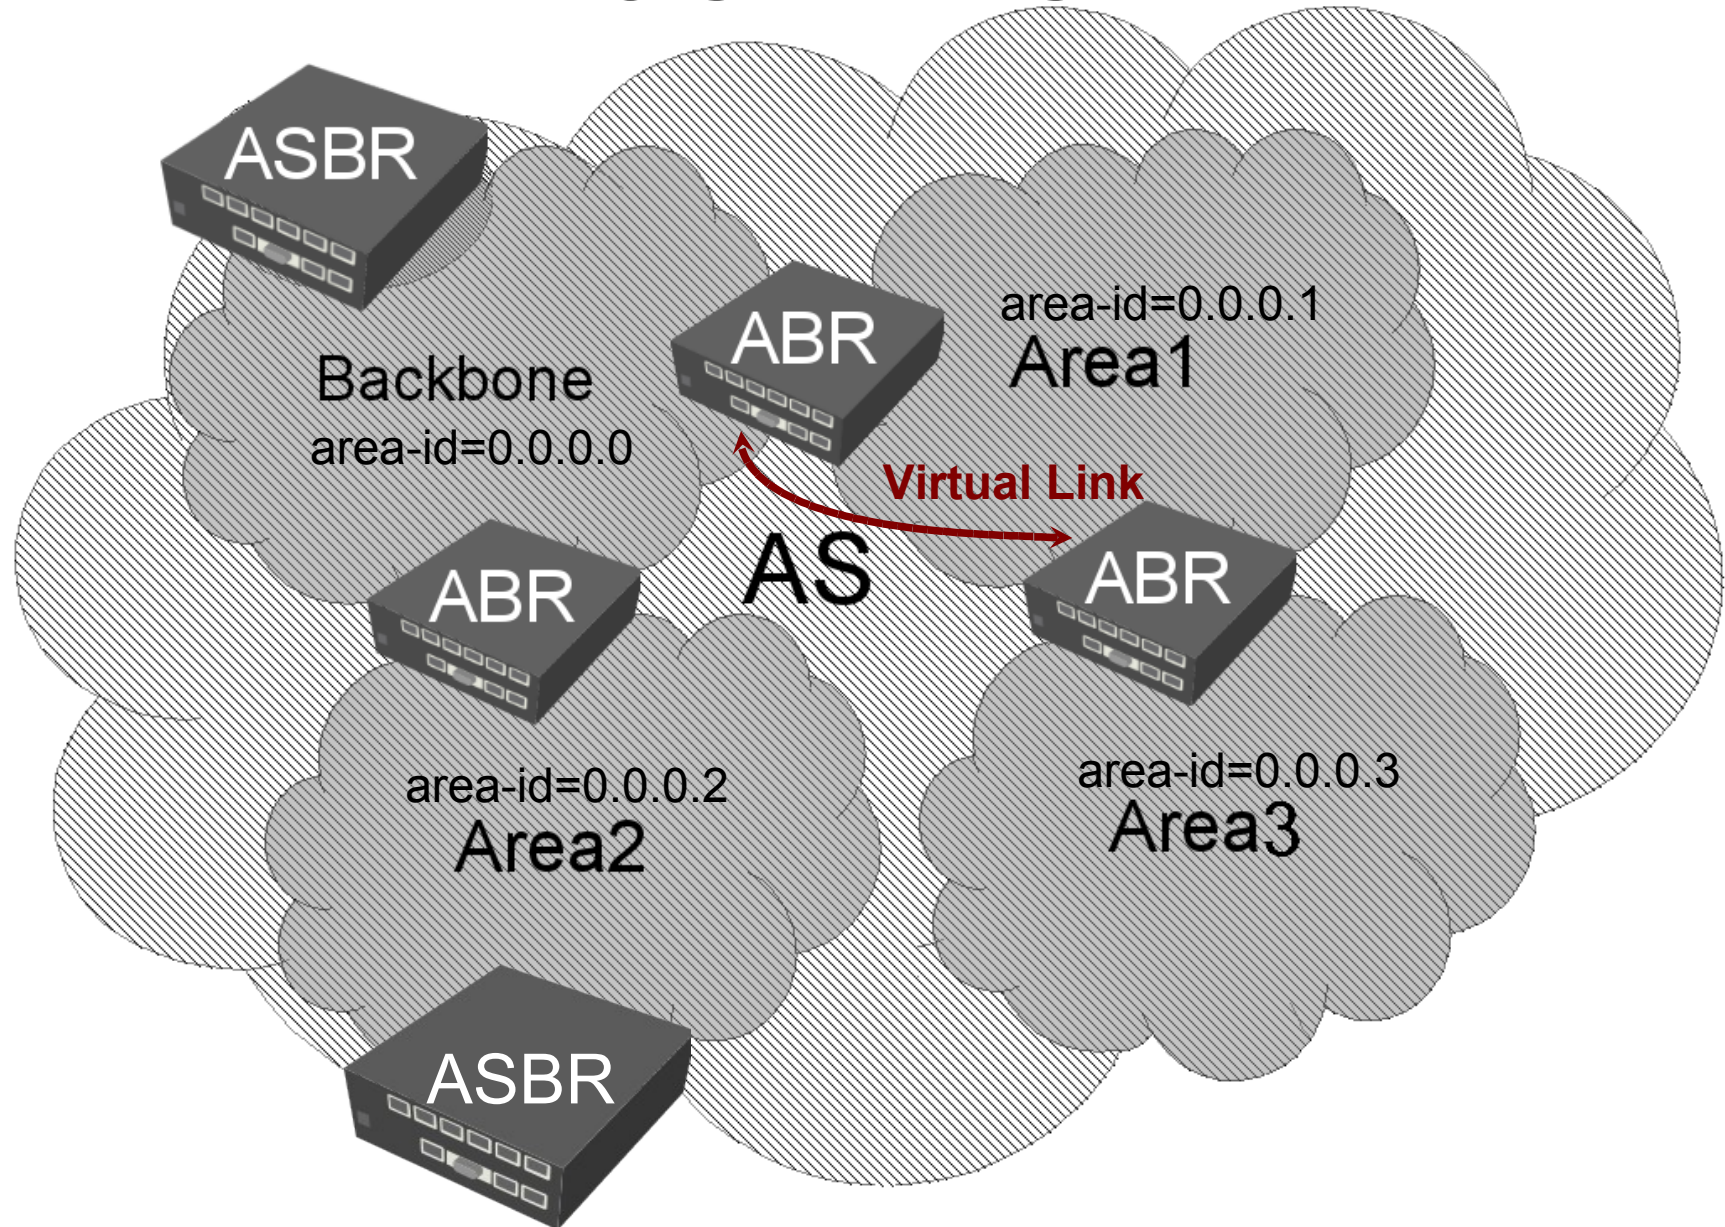 ASBR
ABR
area-id=0.0.0.1
Area1
Backbone
area-id=0.0.0.0
Virtual Link
AS
ABR
ABR
area-id=0.0.0.2
Area2
area-id=0.0.0.3
Area3
ASBR